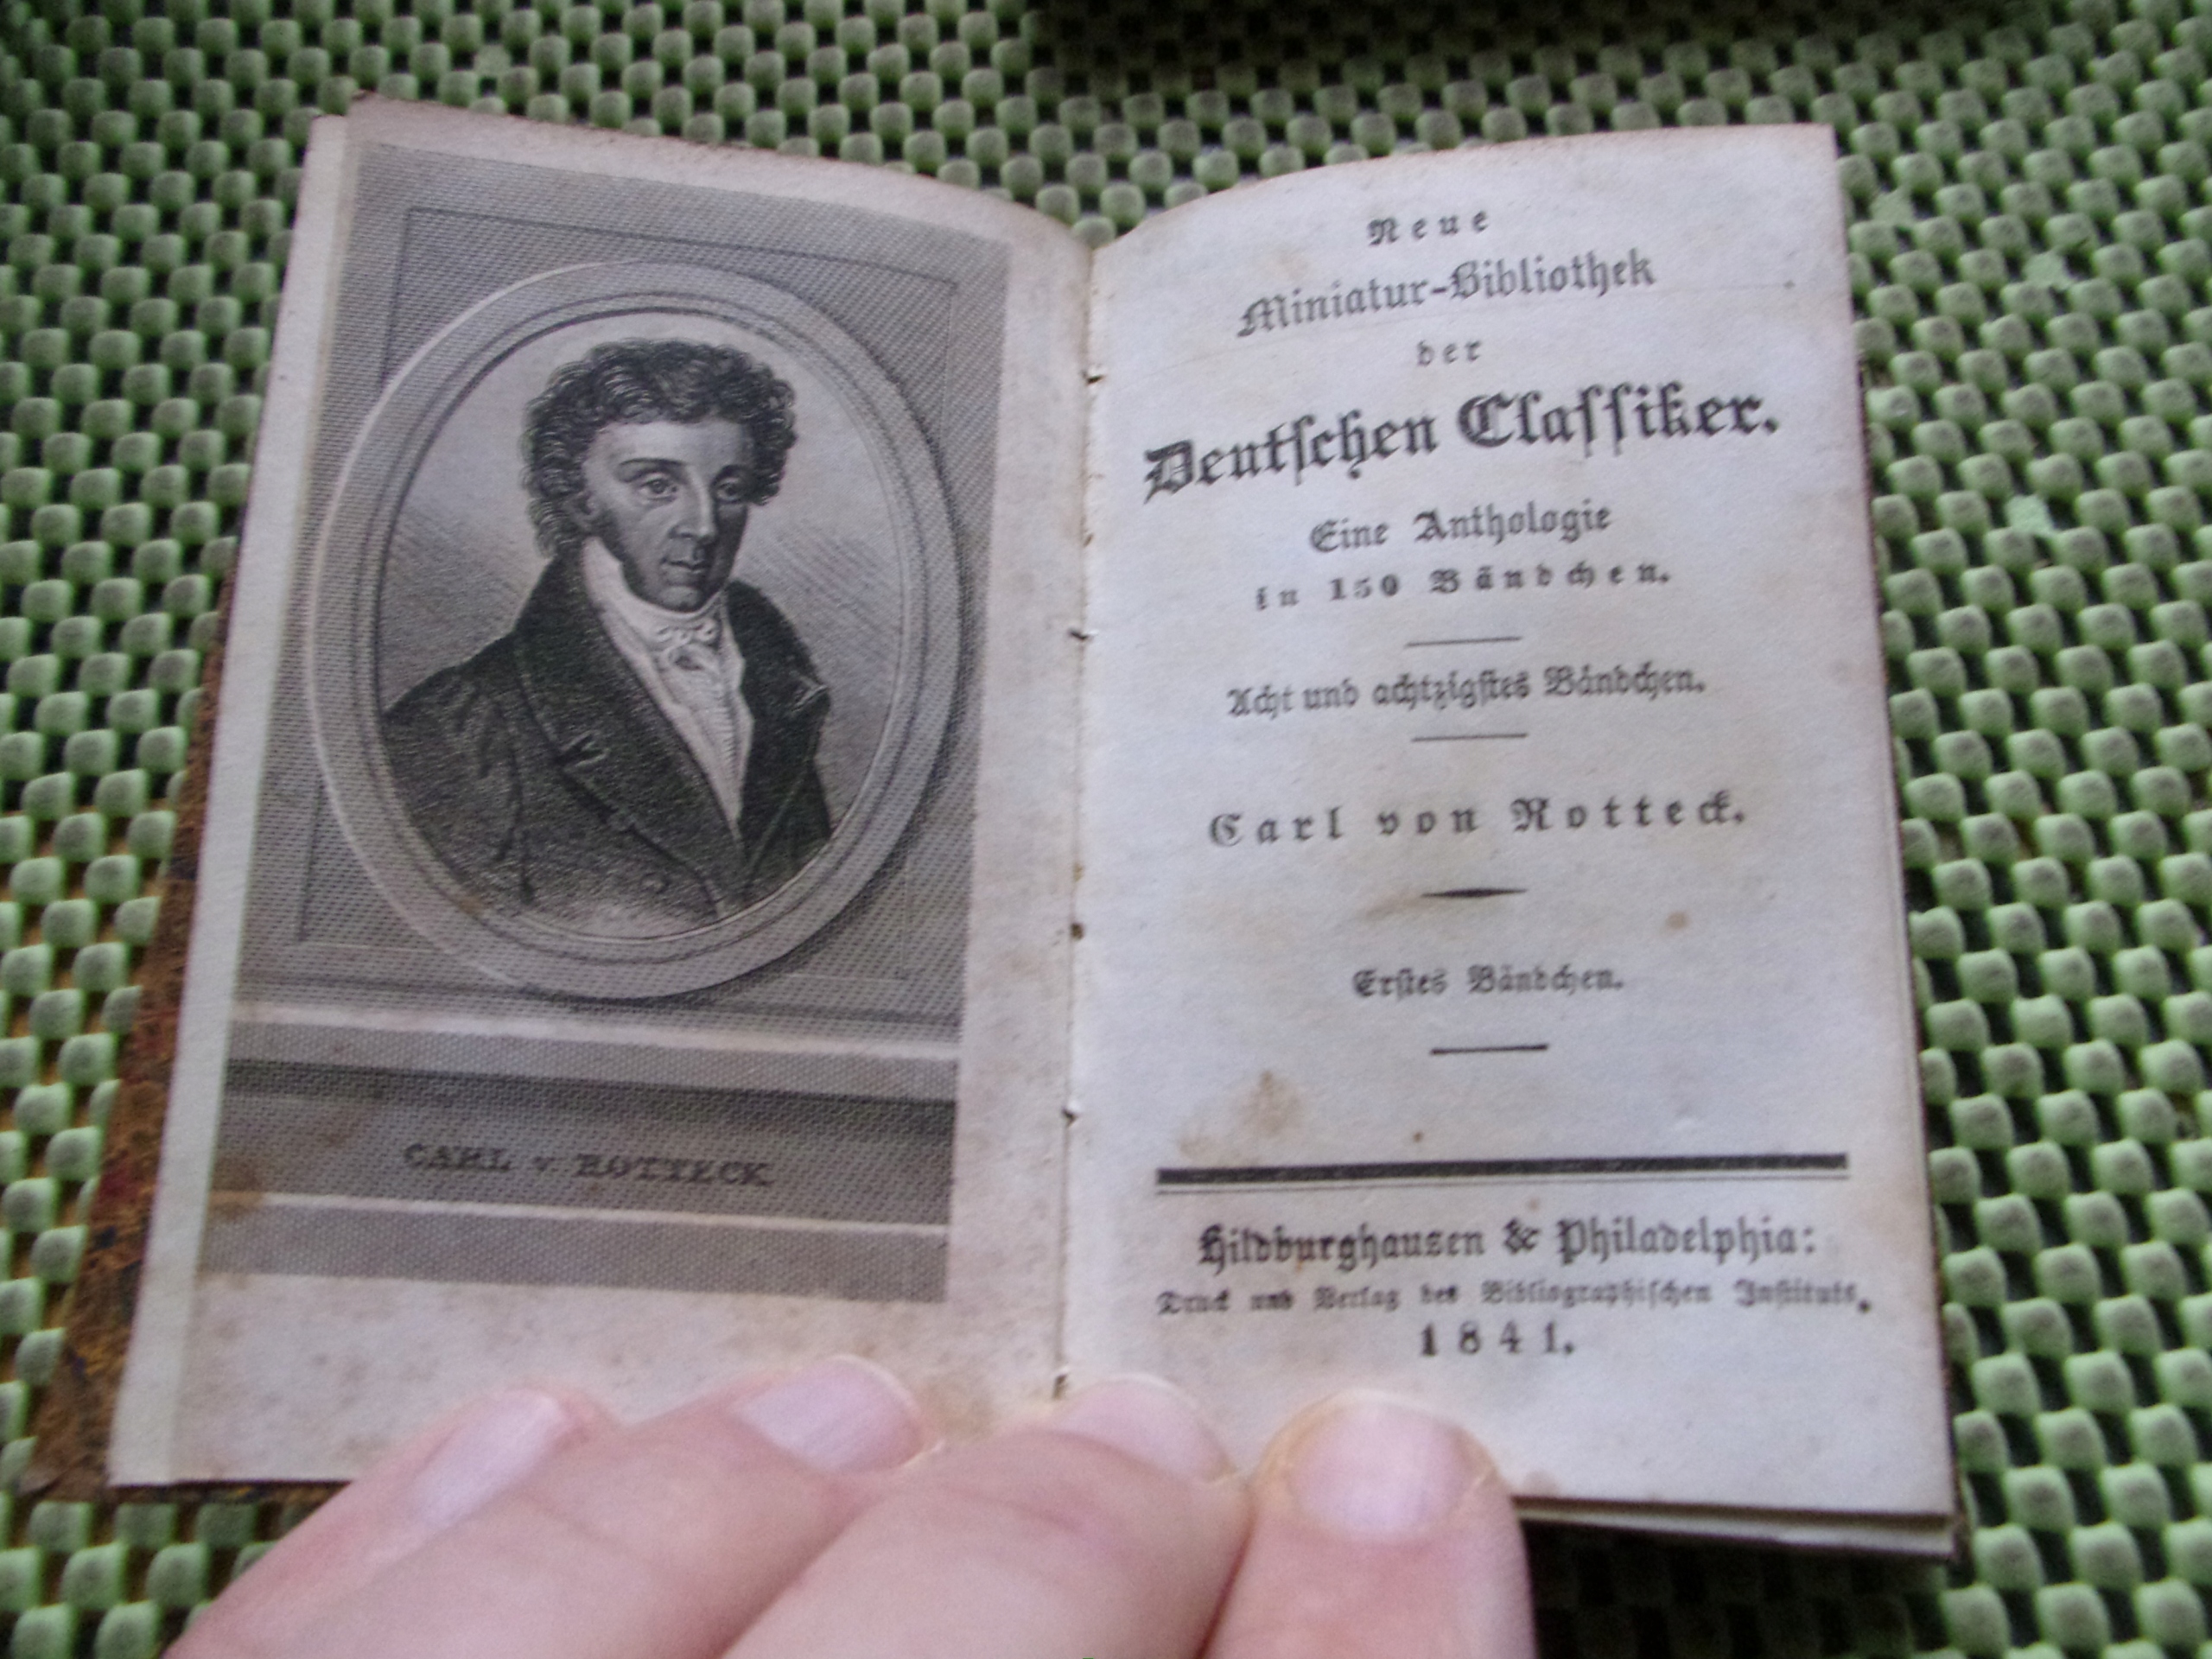 CARL v ROTTECK
Neue
Miniatur-Bibliothek
der
Deutſchen Claſſiker.
Eine Anthologie
in 150 Bändchen.
Acht und achtzigſtes Bändchen.
Carl von Rotteck.
Erſtes Bändchen.
Hildburghausen & Philadelphia:
Druck und Verlag des Bibliographiſchen Inſtituts.
1841.